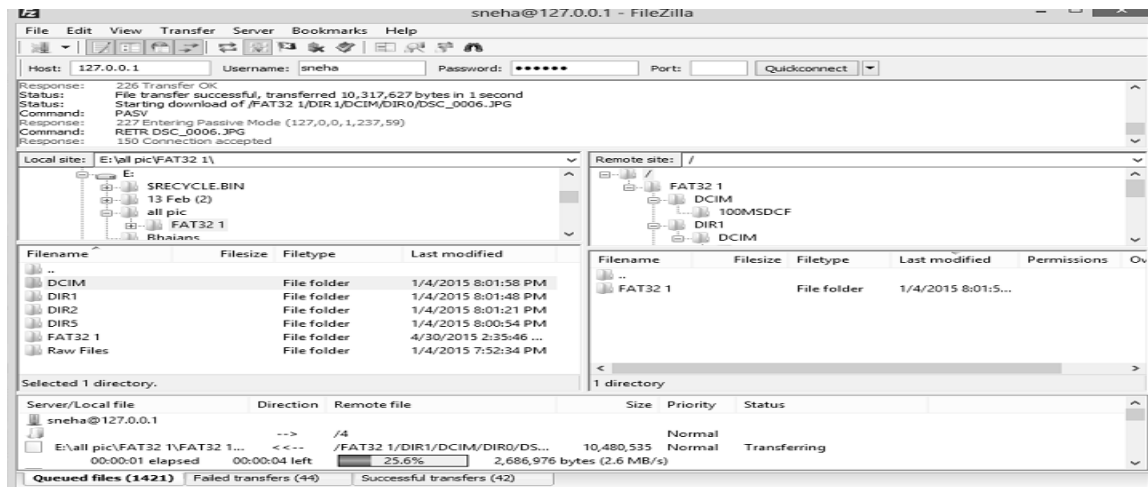 sneha@127.0.0.1 - FileZilla
File Edit View Transfer Server Bookmarks Help
Host: 127.0.0.1 Username: sneha Password: ●●●●●● Port: Quickconnect
Response: 226 Transfer OK
Status: File transfer successful, transferred 10,317,627 bytes in 1 second
Status: Starting download of /FAT32 1/DIR1/DCIM/DIR0/DSC_0006.JPG
Command: PASV
Response: 227 Entering Passive Mode (127,0,0,1,237,59)
Command: RETR DSC_0006.JPG
Response: 150 Connection accepted
Local site: E:\all pic\FAT32 1\
E:
$RECYCLE.BIN
13 Feb (2)
all pic
FAT32 1
Bhajans
Remote site: /
/
FAT32 1
DCIM
100MSDCF
DIR1
DCIM
Filename Filesize Filetype Last modified
..
DCIM File folder 1/4/2015 8:01:58 PM
DIR1 File folder 1/4/2015 8:01:48 PM
DIR2 File folder 1/4/2015 8:01:21 PM
DIR5 File folder 1/4/2015 8:00:54 PM
FAT32 1 File folder 4/30/2015 2:35:46 ...
Raw Files File folder 1/4/2015 7:52:34 PM
Selected 1 directory.
Filename Filesize Filetype Last modified Permissions Ov
..
FAT32 1 File folder 1/4/2015 8:01:5...
1 directory
Server/Local file Direction Remote file Size Priority Status
sneha@127.0.0.1
--> /4 Normal
E:\all pic\FAT32 1\FAT32 1... <<-- /FAT32 1/DIR1/DCIM/DIR0/DS... 10,480,535 Normal Transferring
00:00:01 elapsed 00:00:04 left 25.6% 2,686,976 bytes (2.6 MB/s)
Queued files (1421) Failed transfers (44) Successful transfers (42)